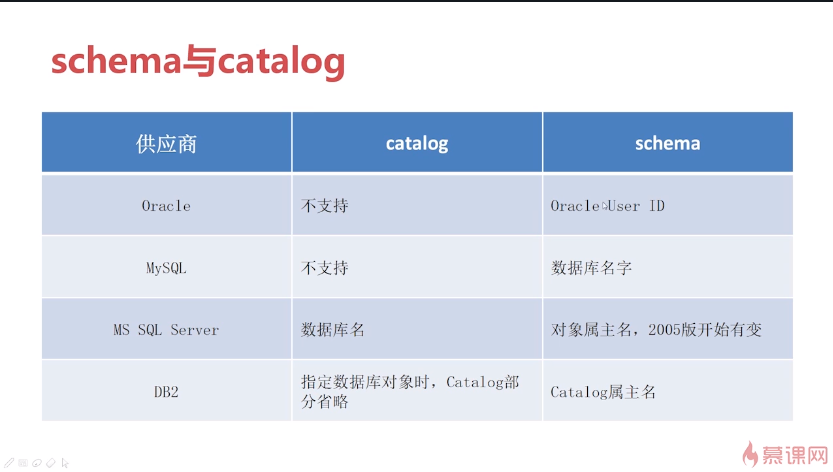 schema与catalog
供应商 catalog schema
Oracle 不支持 Oracle User ID
MySQL 不支持 数据库名字
MS SQL Server 数据库名 对象属主名，2005版开始有变
DB2 指定数据库对象时，Catalog部
分省略 Catalog属主名
慕课网